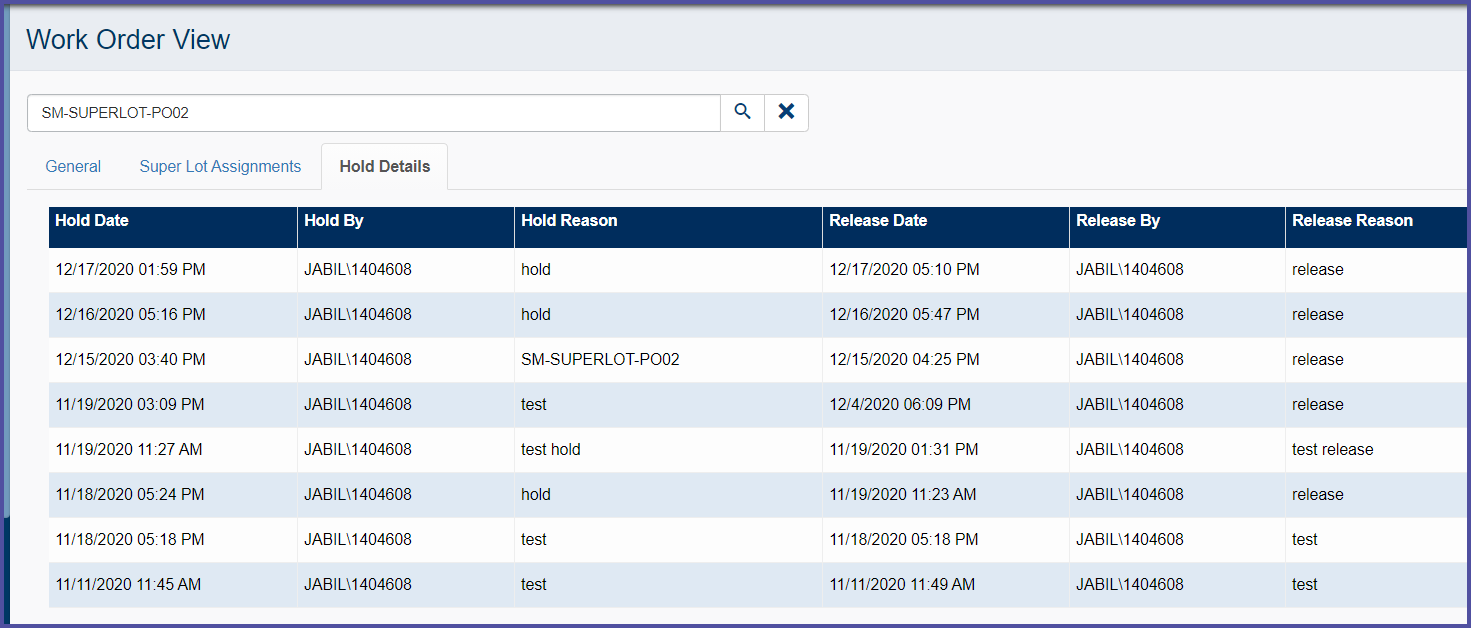 Work Order View
SM-SUPERLOT-PO02
General Super Lot Assignments Hold Details
Hold Date Hold By Hold Reason Release Date Release By Release Reason
12/17/2020 01:59 PM JABIL\1404608 hold 12/17/2020 05:10 PM JABIL\1404608 release
12/16/2020 05:16 PM JABIL\1404608 hold 12/16/2020 05:47 PM JABIL\1404608 release
12/15/2020 03:40 PM JABIL\1404608 SM-SUPERLOT-PO02 12/15/2020 04:25 PM JABIL\1404608 release
11/19/2020 03:09 PM JABIL\1404608 test 12/4/2020 06:09 PM JABIL\1404608 release
11/19/2020 11:27 AM JABIL\1404608 test hold 11/19/2020 01:31 PM JABIL\1404608 test release
11/18/2020 05:24 PM JABIL\1404608 hold 11/19/2020 11:23 AM JABIL\1404608 release
11/18/2020 05:18 PM JABIL\1404608 test 11/18/2020 05:18 PM JABIL\1404608 test
11/11/2020 11:45 AM JABIL\1404608 test 11/11/2020 11:49 AM JABIL\1404608 test